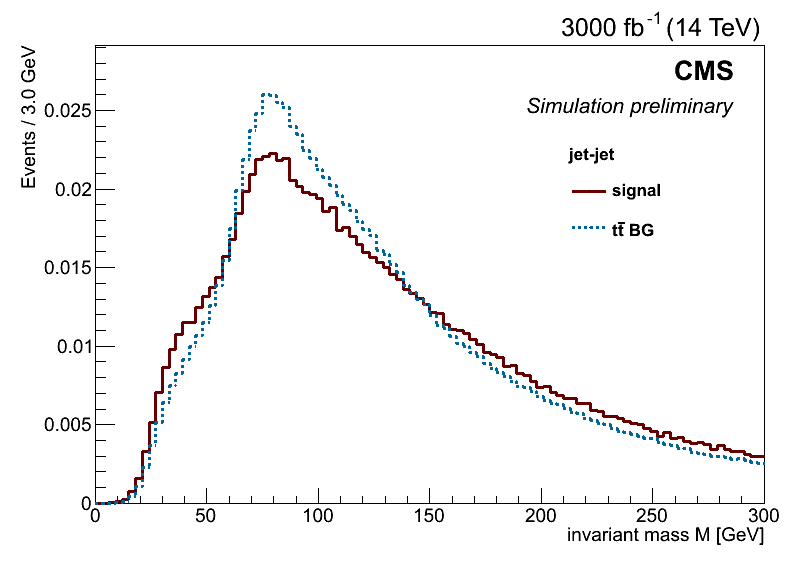 3000 fb⁻¹ (14 TeV)
CMS
Simulation preliminary
jet-jet
signal
tt̄ BG
Events / 3.0 GeV
0.025
0.02
0.015
0.01
0.005
0
0 50 100 150 200 250 300
invariant mass M [GeV]